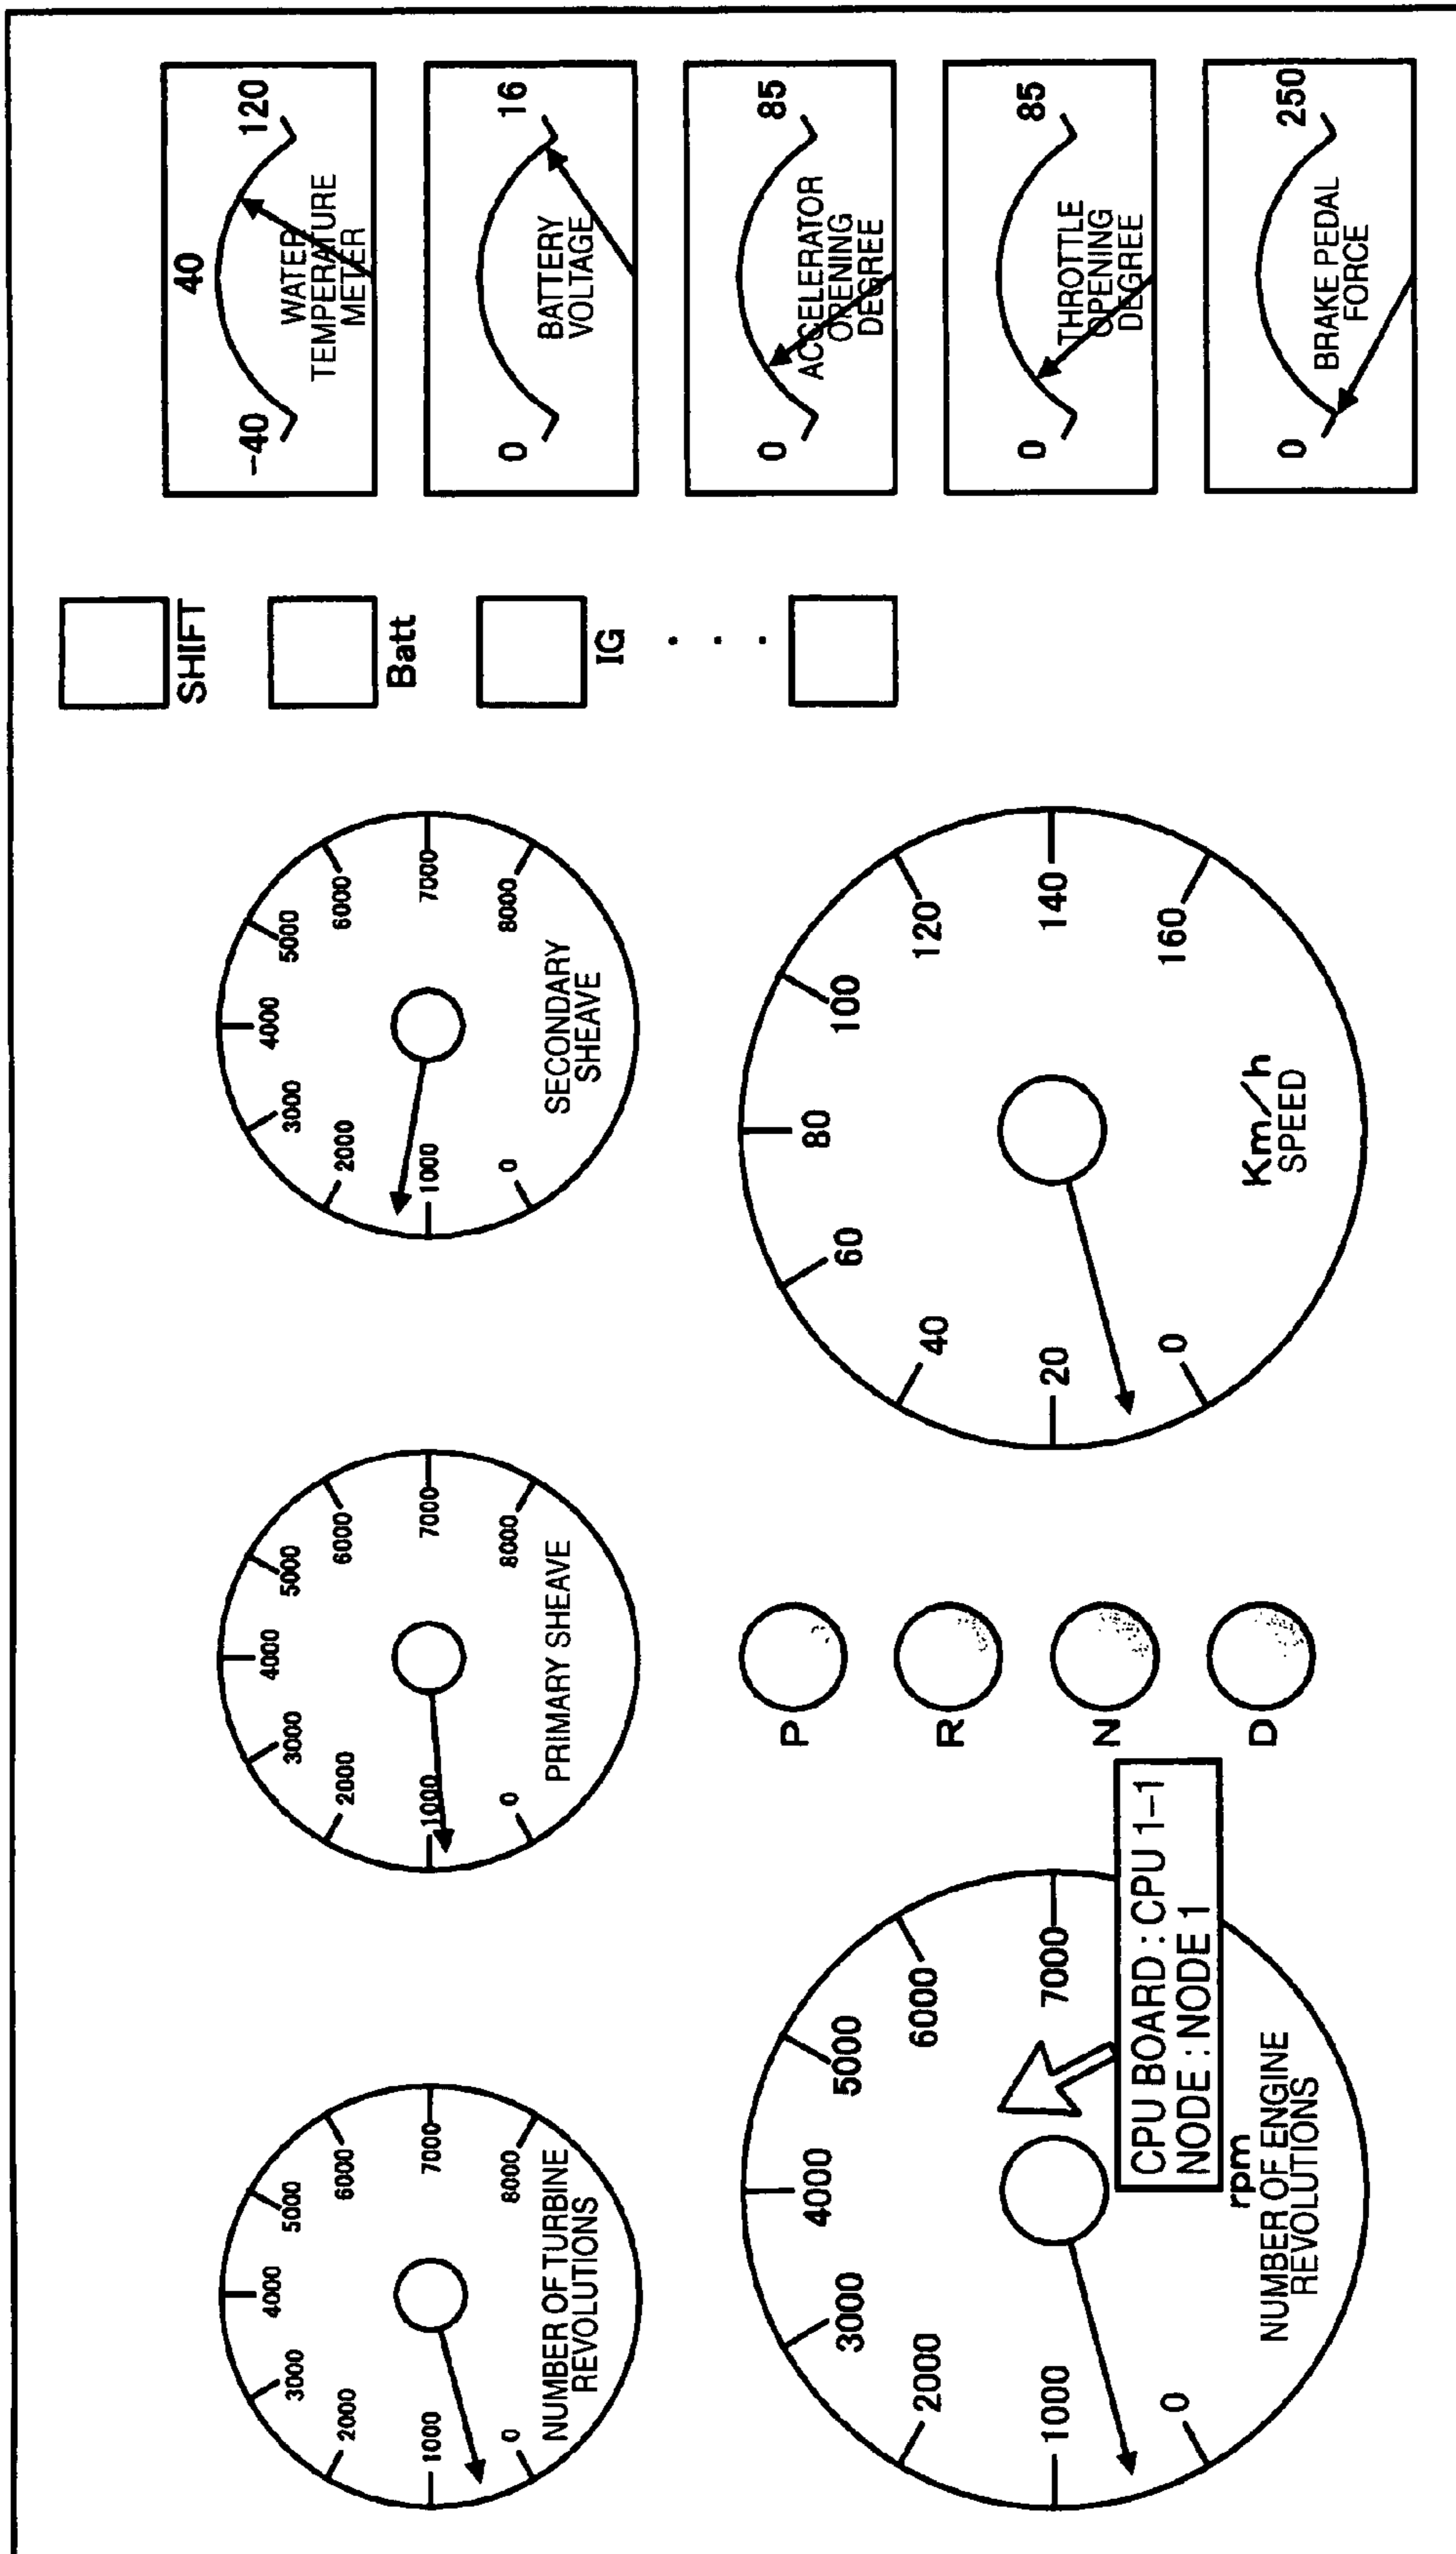 0
1000
2000
3000
4000
5000
6000
7000
8000
NUMBER OF TURBINE
REVOLUTIONS
0
1000
2000
3000
4000
5000
6000
7000
8000
PRIMARY SHEAVE
0
1000
2000
3000
4000
5000
6000
7000
8000
SECONDARY
SHEAVE
SHIFT
Batt
IG
-40
40
120
WATER
TEMPERATURE
METER
0
16
BATTERY
VOLTAGE
0
85
ACCELERATOR
OPENING
DEGREE
0
85
THROTTLE
OPENING
DEGREE
0
250
BRAKE PEDAL
FORCE
0
1000
2000
3000
4000
5000
6000
7000
CPU BOARD : CPU 1-1
NODE : NODE 1
rpm
NUMBER OF ENGINE
REVOLUTIONS
P
R
N
D
0
20
40
60
80
100
120
140
160
Km/h
SPEED